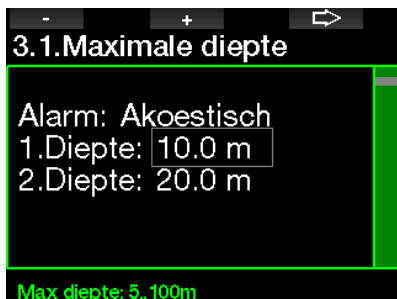 - + ⇨
3.1.Maximale diepte
Alarm: Akoestisch
1.Diepte: 10.0 m
2.Diepte: 20.0 m
Max diepte: 5..100m